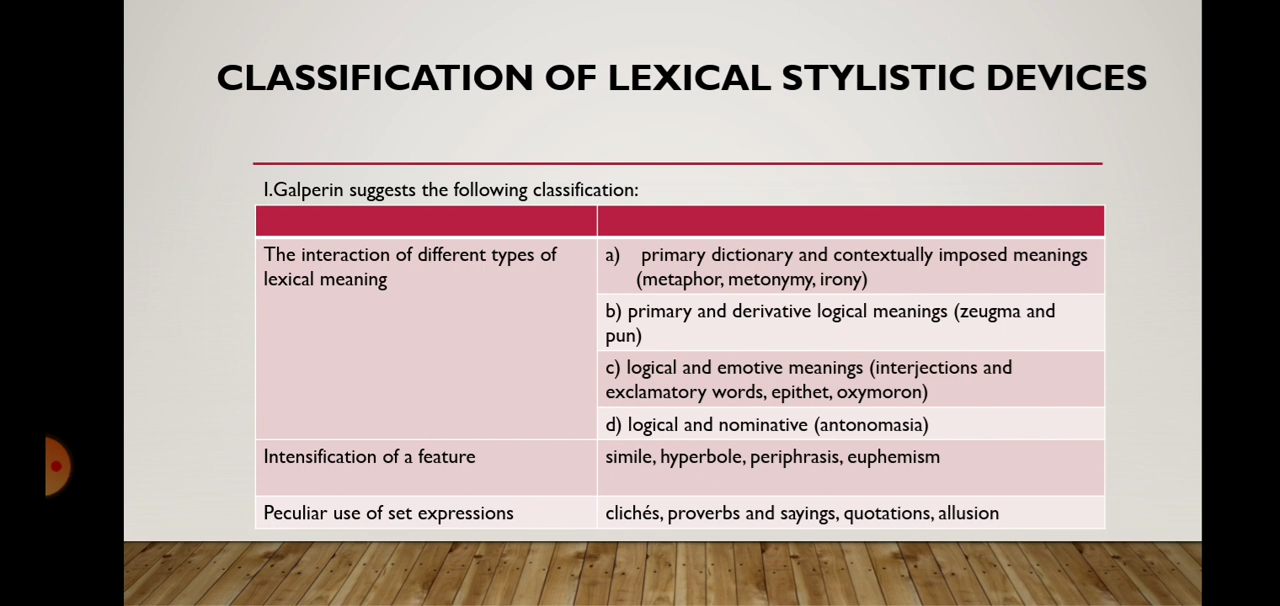 CLASSIFICATION OF LEXICAL STYLISTIC DEVICES
I.Galperin suggests the following classification:
The interaction of different types of
lexical meaning
a) primary dictionary and contextually imposed meanings
(metaphor, metonymy, irony)
b) primary and derivative logical meanings (zeugma and
pun)
c) logical and emotive meanings (interjections and
exclamatory words, epithet, oxymoron)
d) logical and nominative (antonomasia)
Intensification of a feature
simile, hyperbole, periphrasis, euphemism
Peculiar use of set expressions
clichés, proverbs and sayings, quotations, allusion